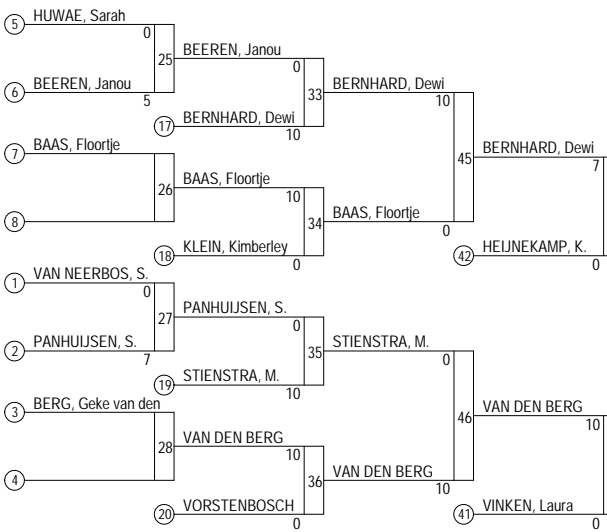 5 HUWAE, Sarah
0
25 BEEREN, Janou
0
6 BEEREN, Janou
5
33 BERNHARD, Dewi
10
17 BERNHARD, Dewi
10
7 BAAS, Floortje
45 BERNHARD, Dewi
7
26 BAAS, Floortje
10
8
34 BAAS, Floortje
0
18 KLEIN, Kimberley
0
42 HEIJNEKAMP, K.
0
1 VAN NEERBOS, S.
0
27 PANHUIJSEN, S.
0
2 PANHUIJSEN, S.
7
35 STIENSTRA, M.
0
19 STIENSTRA, M.
10
3 BERG, Geke van den
46 VAN DEN BERG
10
28 VAN DEN BERG
10
4
36 VAN DEN BERG
10
20 VORSTENBOSCH
0
41 VINKEN, Laura
0